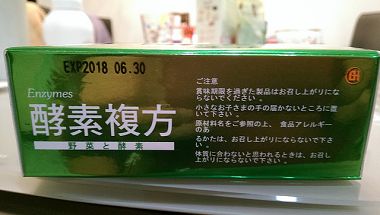 EXP2018 06.30
Enzymes
酵素複方
野菜と酵素
ご注意
賞味期限を過ぎた製品はお召し上がりにな
らないでください 。
小さなお子さまの手の届かないところに置
いて下さい 。
原材料名をご参照の上、 食品アレルギー
のあ
るかたは、お召し上がりにならないで下さ
い 。
体質に合わないと思われるときは、お召し
上がりにならないで下さい 。